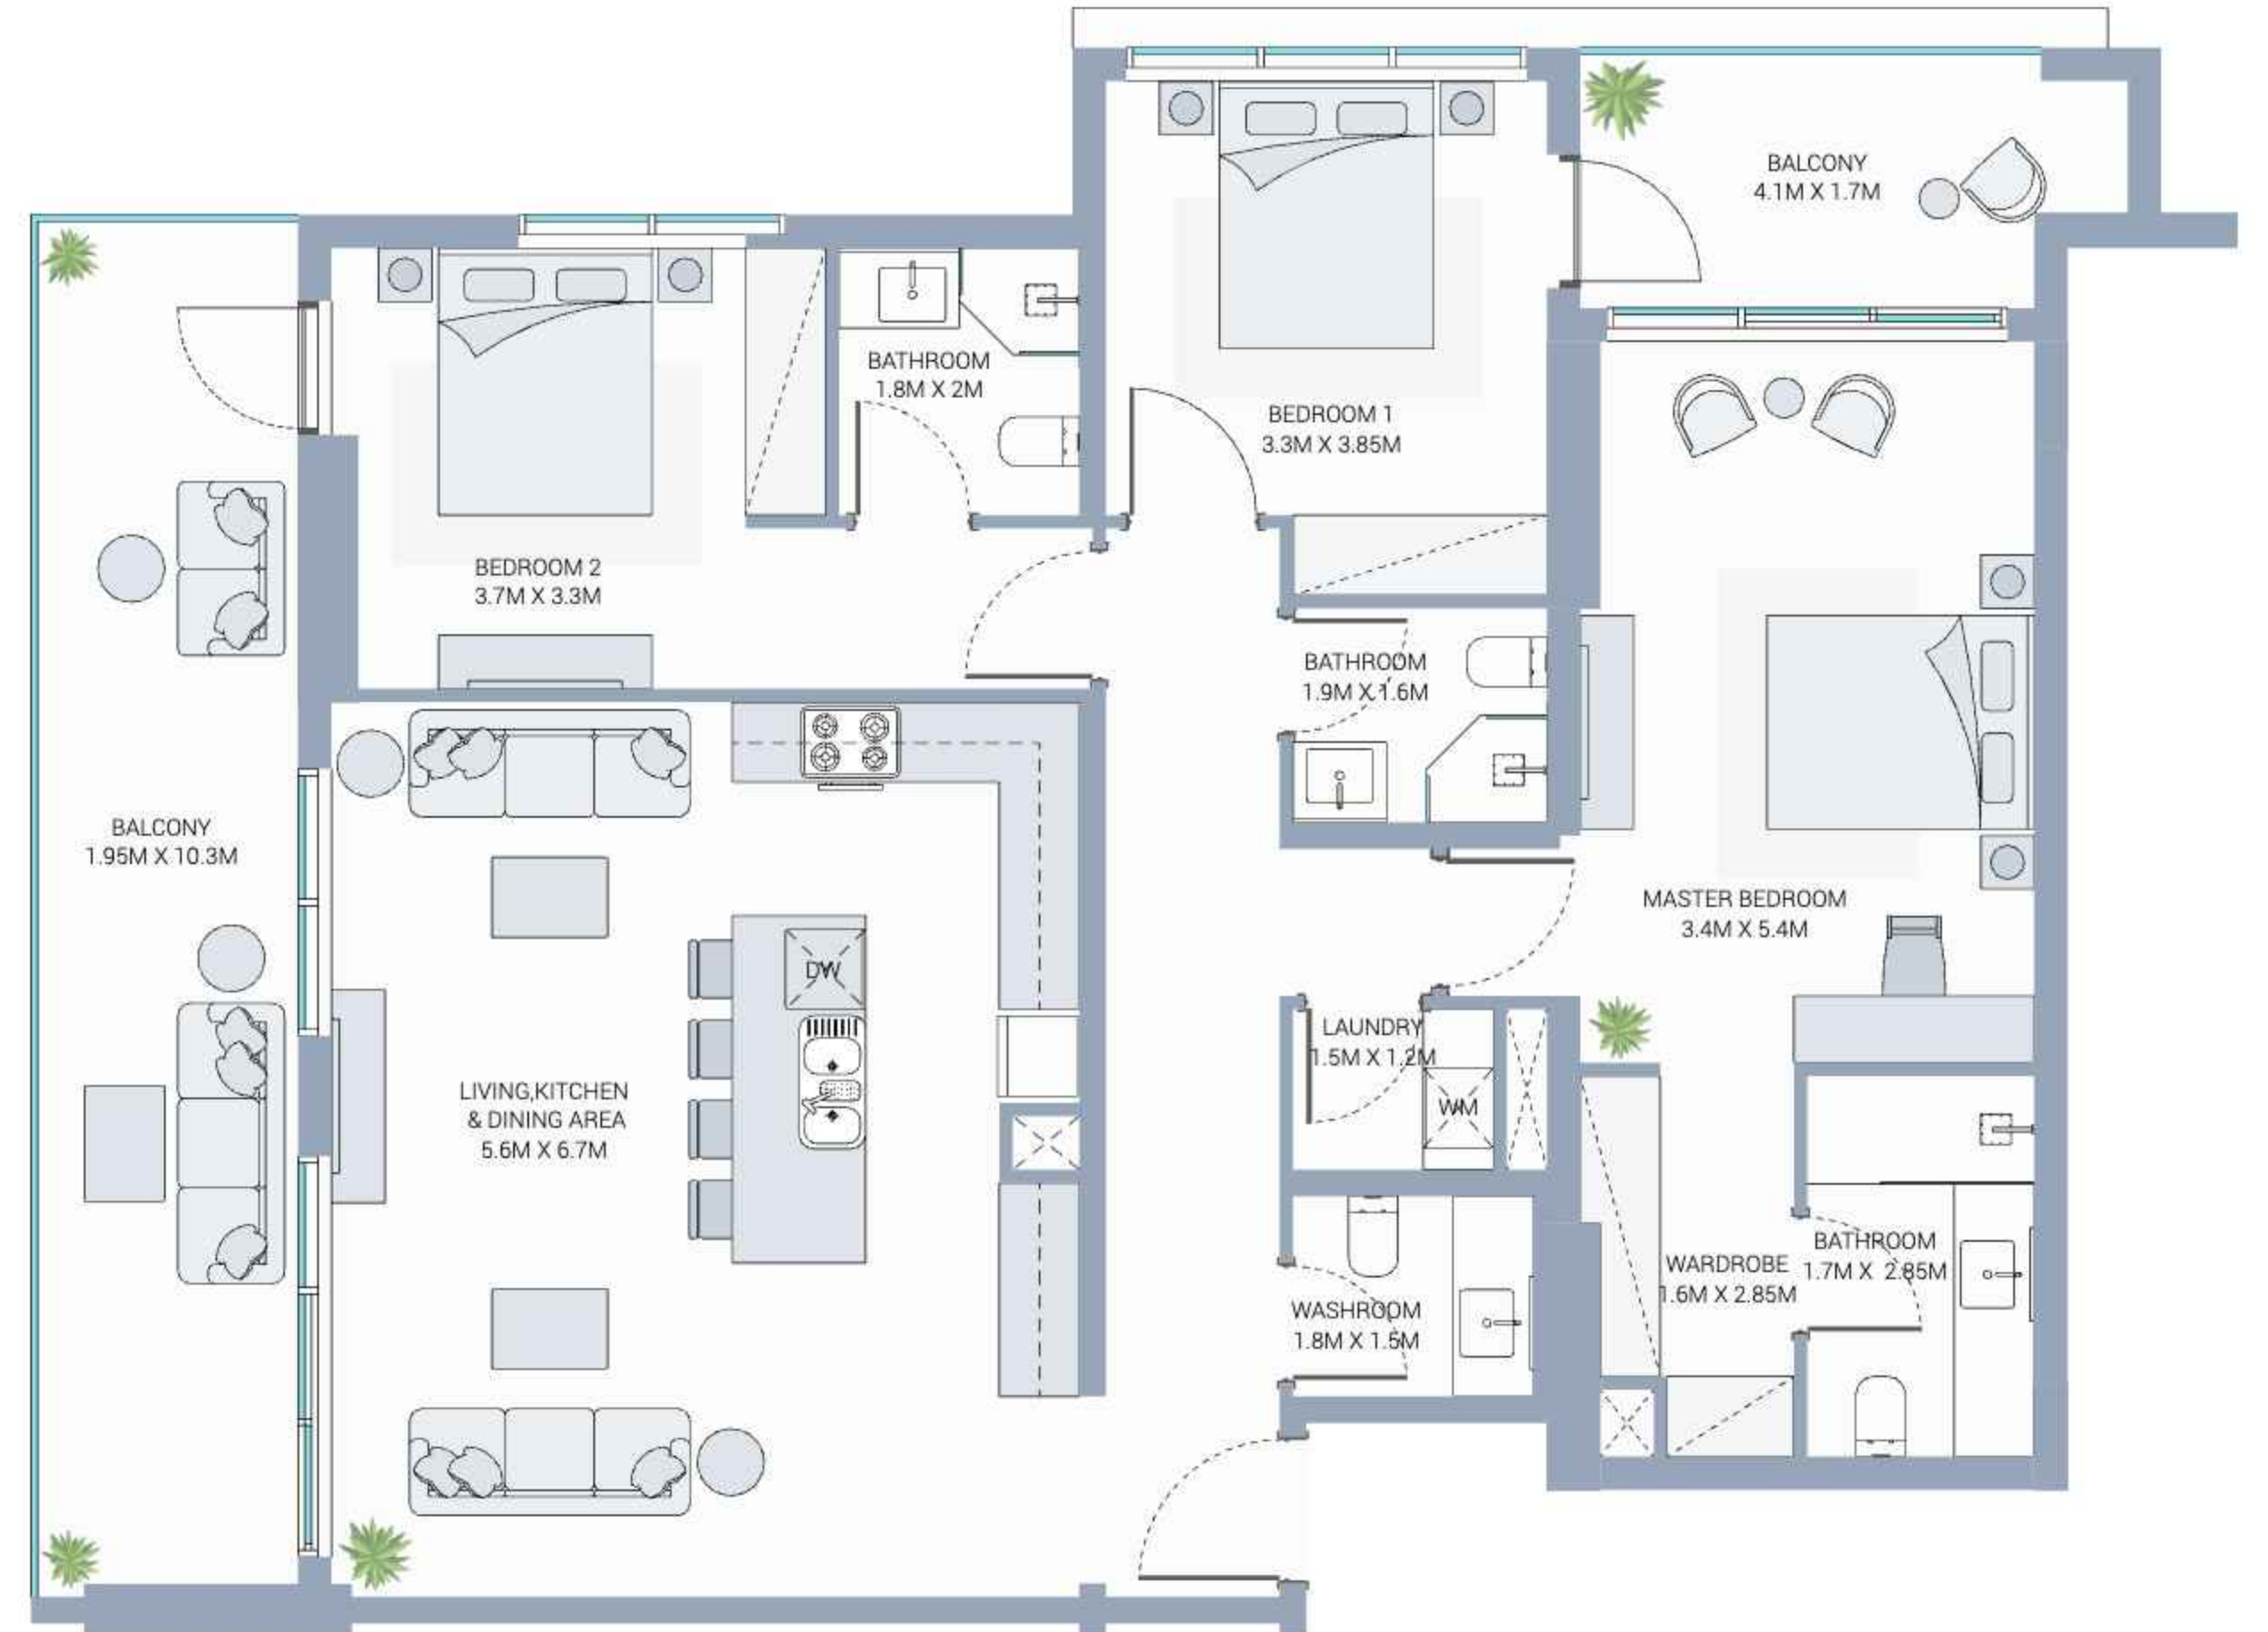 BALCONY
4.1M X 1.7M
BATHROOM
1.8M X 2M
BEDROOM 1
3.3M X 3.85M
BEDROOM 2
3.7M X 3.3M
BATHROOM
1.9M X 1.6M
BALCONY
1.95M X 10.3M
MASTER BEDROOM
3.4M X 5.4M
DW
LAUNDRY
1.5M X 1.2M
WM
LIVING,KITCHEN
& DINING AREA
5.6M X 6.7M
WARDROBE
1.6M X 2.85M
BATHROOM
1.7M X 2.85M
WASHROOM
1.8M X 1.5M